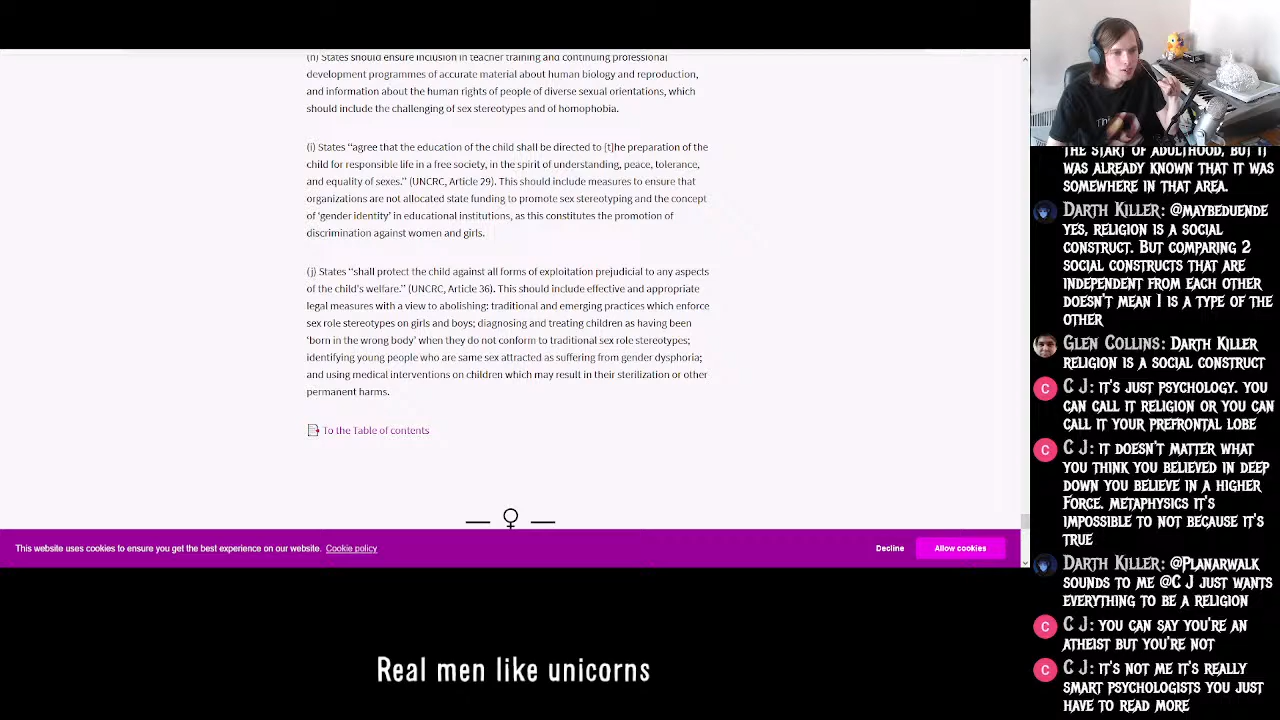 (h) States should ensure inclusion in teacher training and continuing professional
development programmes of accurate material about human biology and reproduction,
and information about the human rights of people of diverse sexual orientations, which
should include the challenging of sex stereotypes and of homophobia.
(i) States “agree that the education of the child shall be directed to [t]he preparation of the
child for responsible life in a free society, in the spirit of understanding, peace, tolerance,
and equality of sexes.” (UNCRC, Article 29). This should include measures to ensure that
organizations are not allocated state funding to promote sex stereotyping and the concept
of ‘gender identity’ in educational institutions, as this constitutes the promotion of
discrimination against women and girls.
(j) States “shall protect the child against all forms of exploitation prejudicial to any aspects
of the child’s welfare.” (UNCRC, Article 36). This should include effective and appropriate
legal measures with a view to abolishing: traditional and emerging practices which enforce
sex role stereotypes on girls and boys; diagnosing and treating children as having been
‘born in the wrong body’ when they do not conform to traditional sex role stereotypes;
identifying young people who are same sex attracted as suffering from gender dysphoria;
and using medical interventions on children which may result in their sterilization or other
permanent harms.
To the Table of contents
This website uses cookies to ensure you get the best experience on our website. Cookie policy
Decline
Allow cookies
Real men like unicorns
THE START OF ADULTHOOD, BUT IT
WAS ALREADY KNOWN THAT IT WAS
SOMEWHERE IN THAT AREA.
DARTH KILLER: @MAYBEDUENDE
YES, RELIGION IS A SOCIAL
CONSTRUCT. BUT COMPARING 2
SOCIAL CONSTRUCTS THAT ARE
INDEPENDENT FROM EACH OTHER
DOESN'T MEAN 1 IS A TYPE OF THE
OTHER
GLEN COLLINS: DARTH KILLER
RELIGION IS A SOCIAL CONSTRUCT
C
C J: IT'S JUST PSYCHOLOGY. YOU
CAN CALL IT RELIGION OR YOU CAN
CALL IT YOUR PREFRONTAL LOBE
C
C J: IT DOESN'T MATTER WHAT
YOU THINK YOU BELIEVED IN DEEP
DOWN YOU BELIEVE IN A HIGHER
FORCE. METAPHYSICS IT'S
IMPOSSIBLE TO NOT BECAUSE IT'S
TRUE
DARTH KILLER: @PLANARWALK
SOUNDS TO ME @C J JUST WANTS
EVERYTHING TO BE A RELIGION
C
C J: YOU CAN SAY YOU'RE AN
ATHEIST BUT YOU'RE NOT
C
C J: IT'S NOT ME IT'S REALLY
SMART PSYCHOLOGISTS YOU JUST
HAVE TO READ MORE